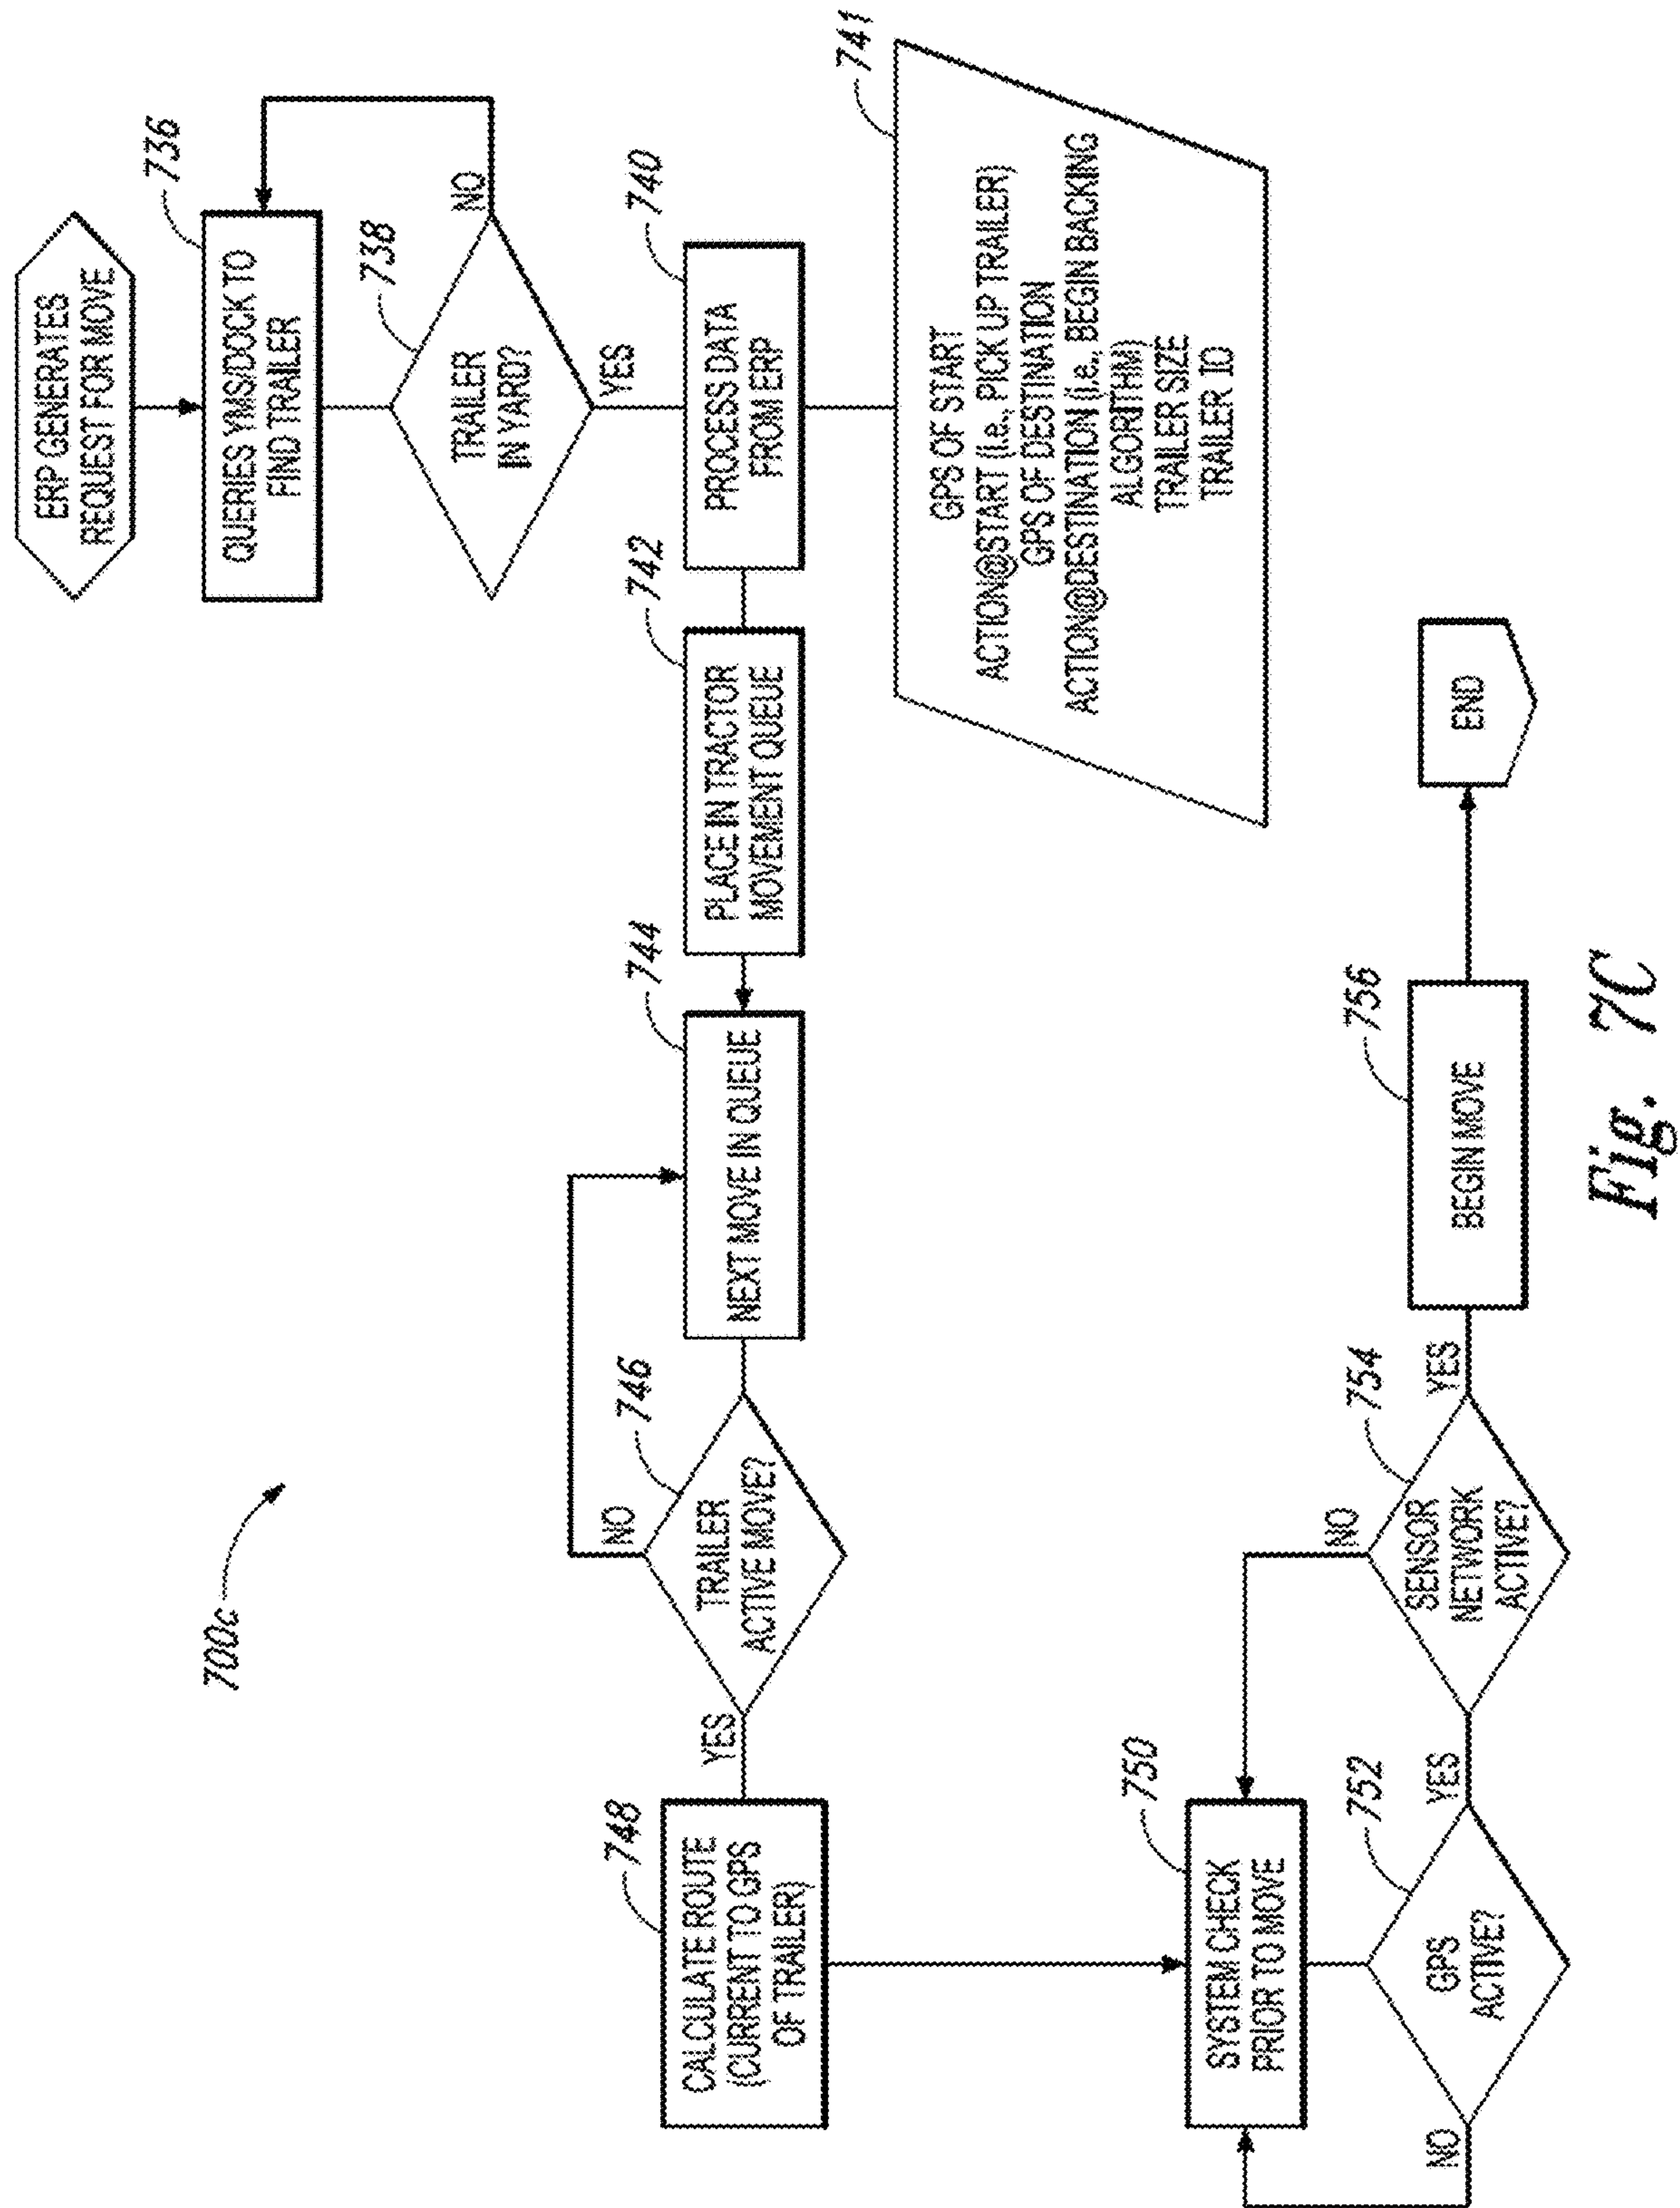 700c
ERP GENERATES
REQUEST FOR MOVE
736
QUERIES YMS/DOCK TO
FIND TRAILER
738
TRAILER
IN YARD?
NO
YES
740
PROCESS DATA
FROM ERP
741
GPS OF START
ACTION@START (i.e., PICK UP TRAILER)
GPS OF DESTINATION
ACTION@DESTINATION (i.e., BEGIN BACKING
ALGORITHM)
TRAILER SIZE
TRAILER ID
742
PLACE IN TRACTOR
MOVEMENT QUEUE
744
NEXT MOVE IN QUEUE
746
TRAILER
ACTIVE MOVE?
NO
YES
748
CALCULATE ROUTE
(CURRENT TO GPS
OF TRAILER)
750
SYSTEM CHECK
PRIOR TO MOVE
752
GPS
ACTIVE?
NO
YES
754
SENSOR
NETWORK
ACTIVE?
NO
YES
756
BEGIN MOVE
END
Fig. 7C